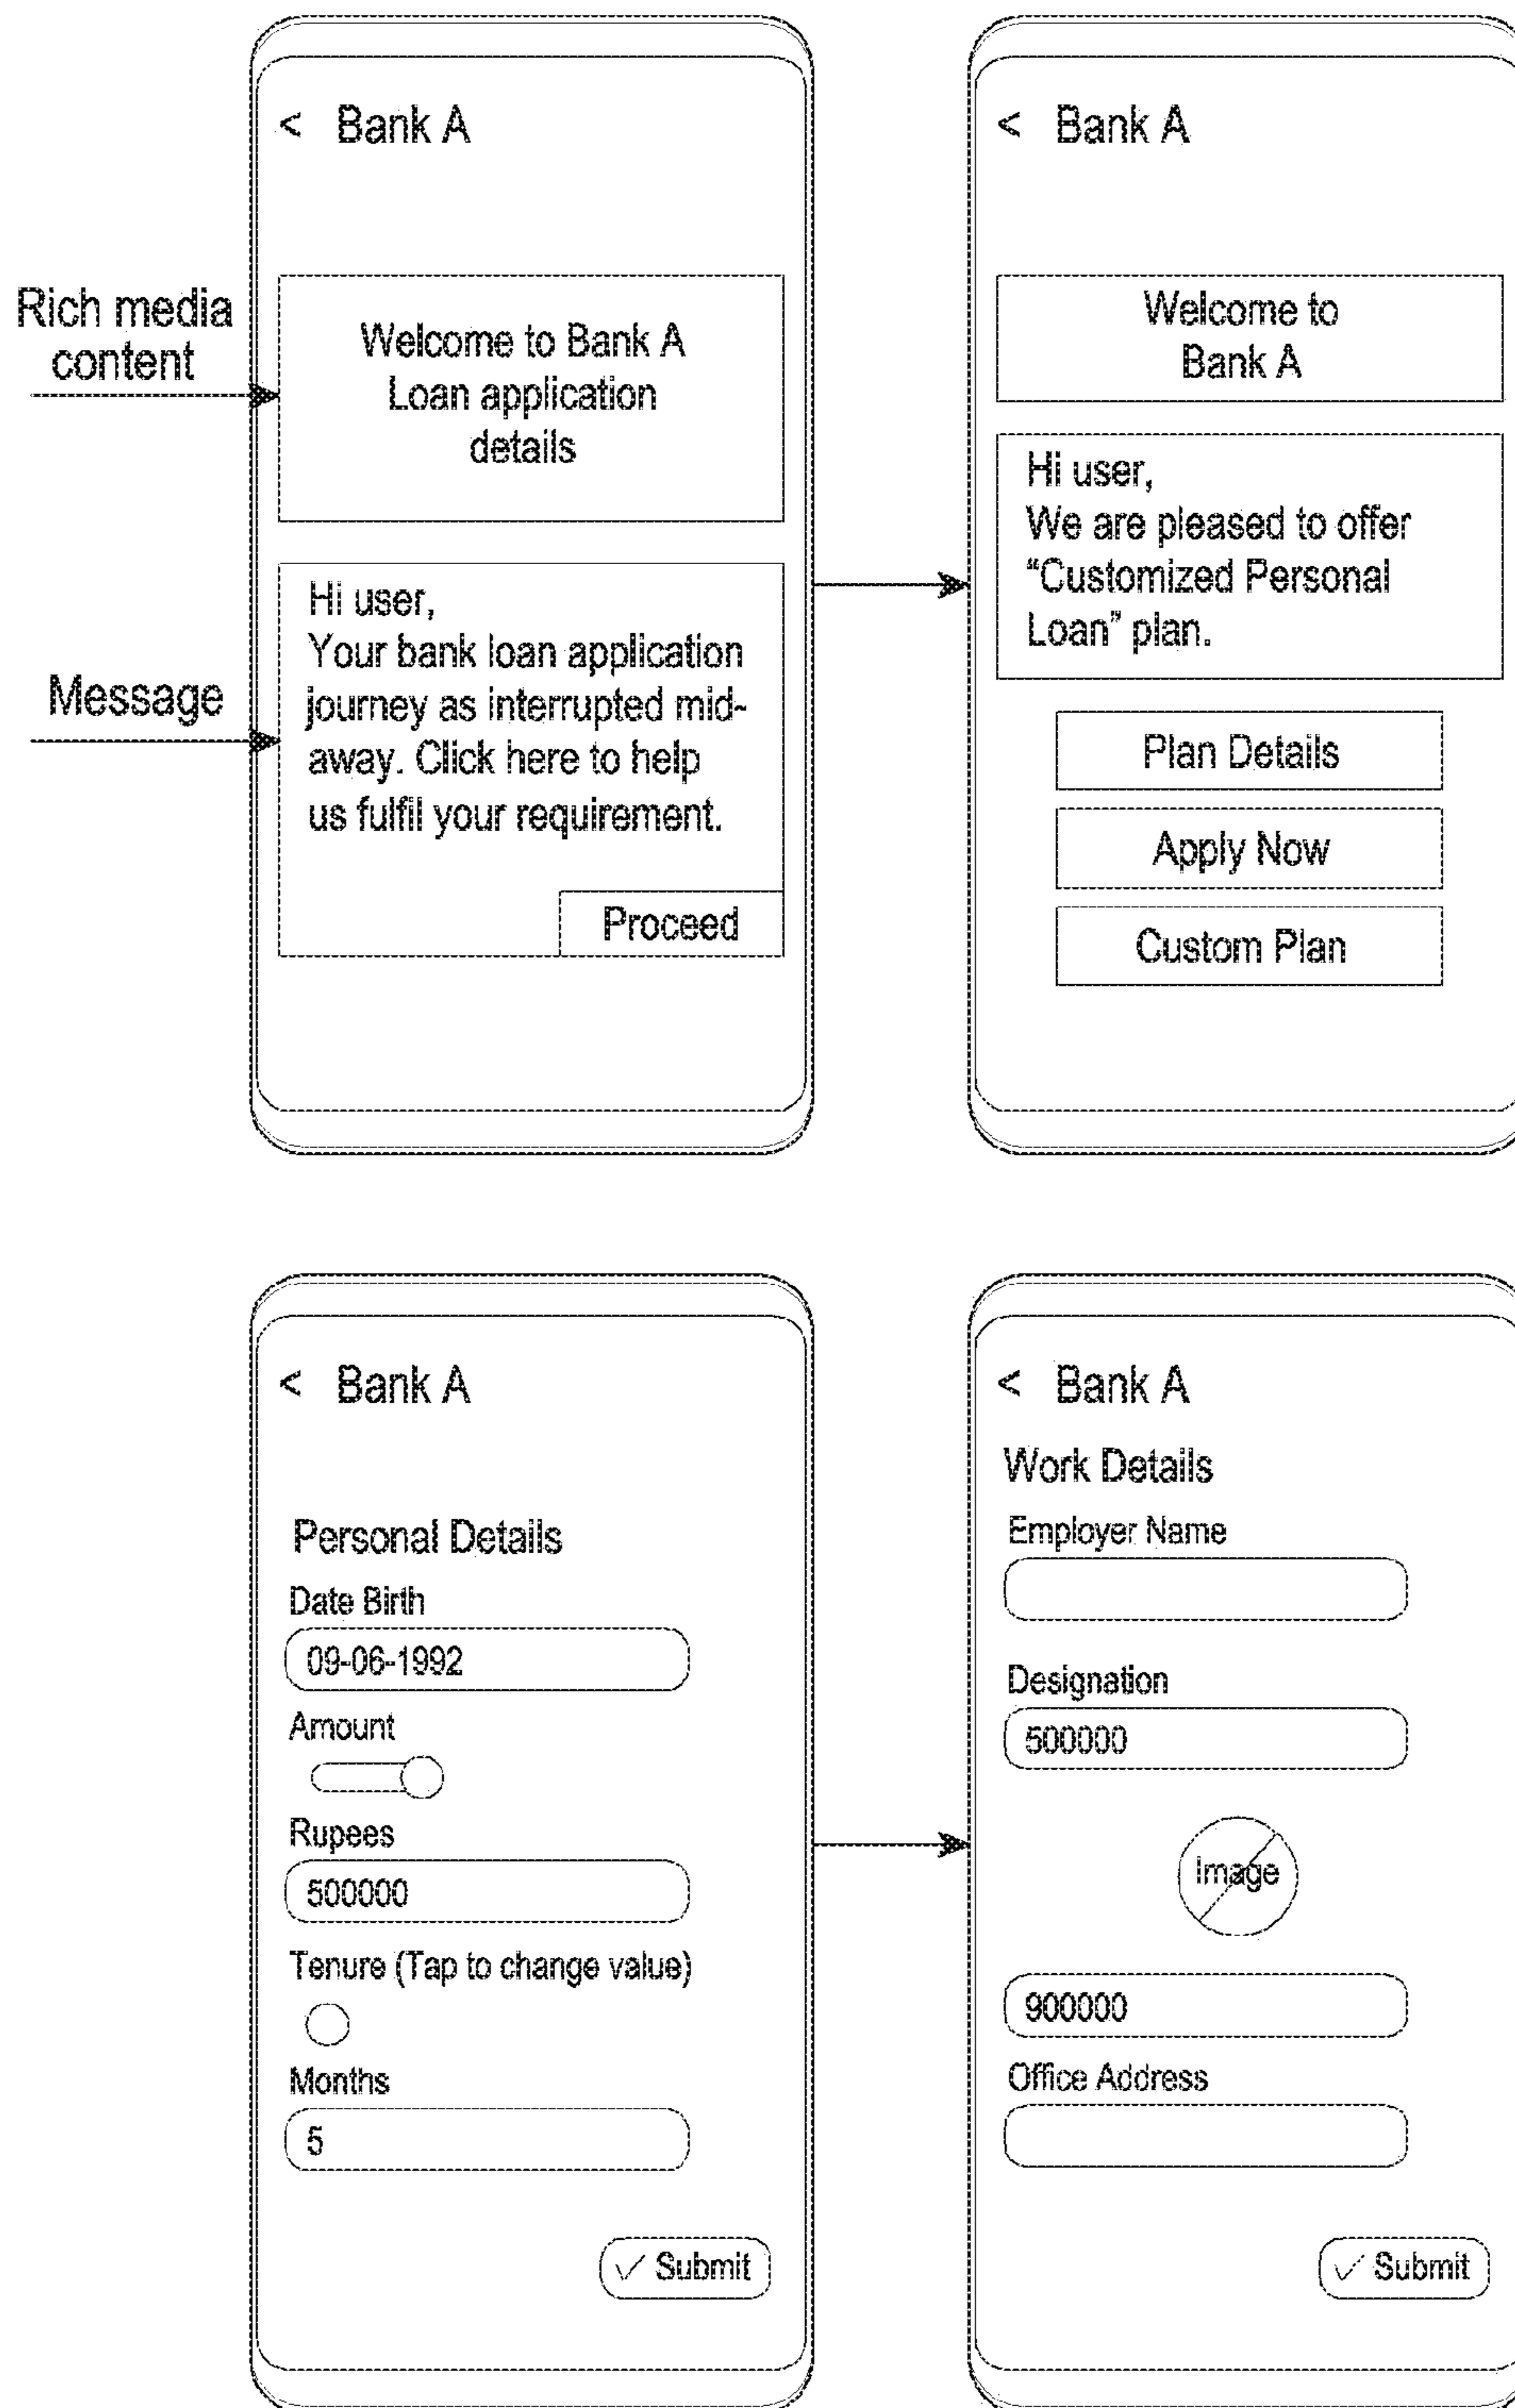 Rich media
content
Message
< Bank A
Welcome to Bank A
Loan application
details
Hi user,
Your bank loan application
journey as interrupted mid-
away. Click here to help
us fulfil your requirement.
Proceed
< Bank A
Welcome to
Bank A
Hi user,
We are pleased to offer
“Customized Personal
Loan” plan.
Plan Details
Apply Now
Custom Plan
< Bank A
Personal Details
Date Birth
09-06-1992
Amount
Rupees
500000
Tenure (Tap to change value)
Months
5
✓ Submit
< Bank A
Work Details
Employer Name
Designation
500000
Image
900000
Office Address
✓ Submit